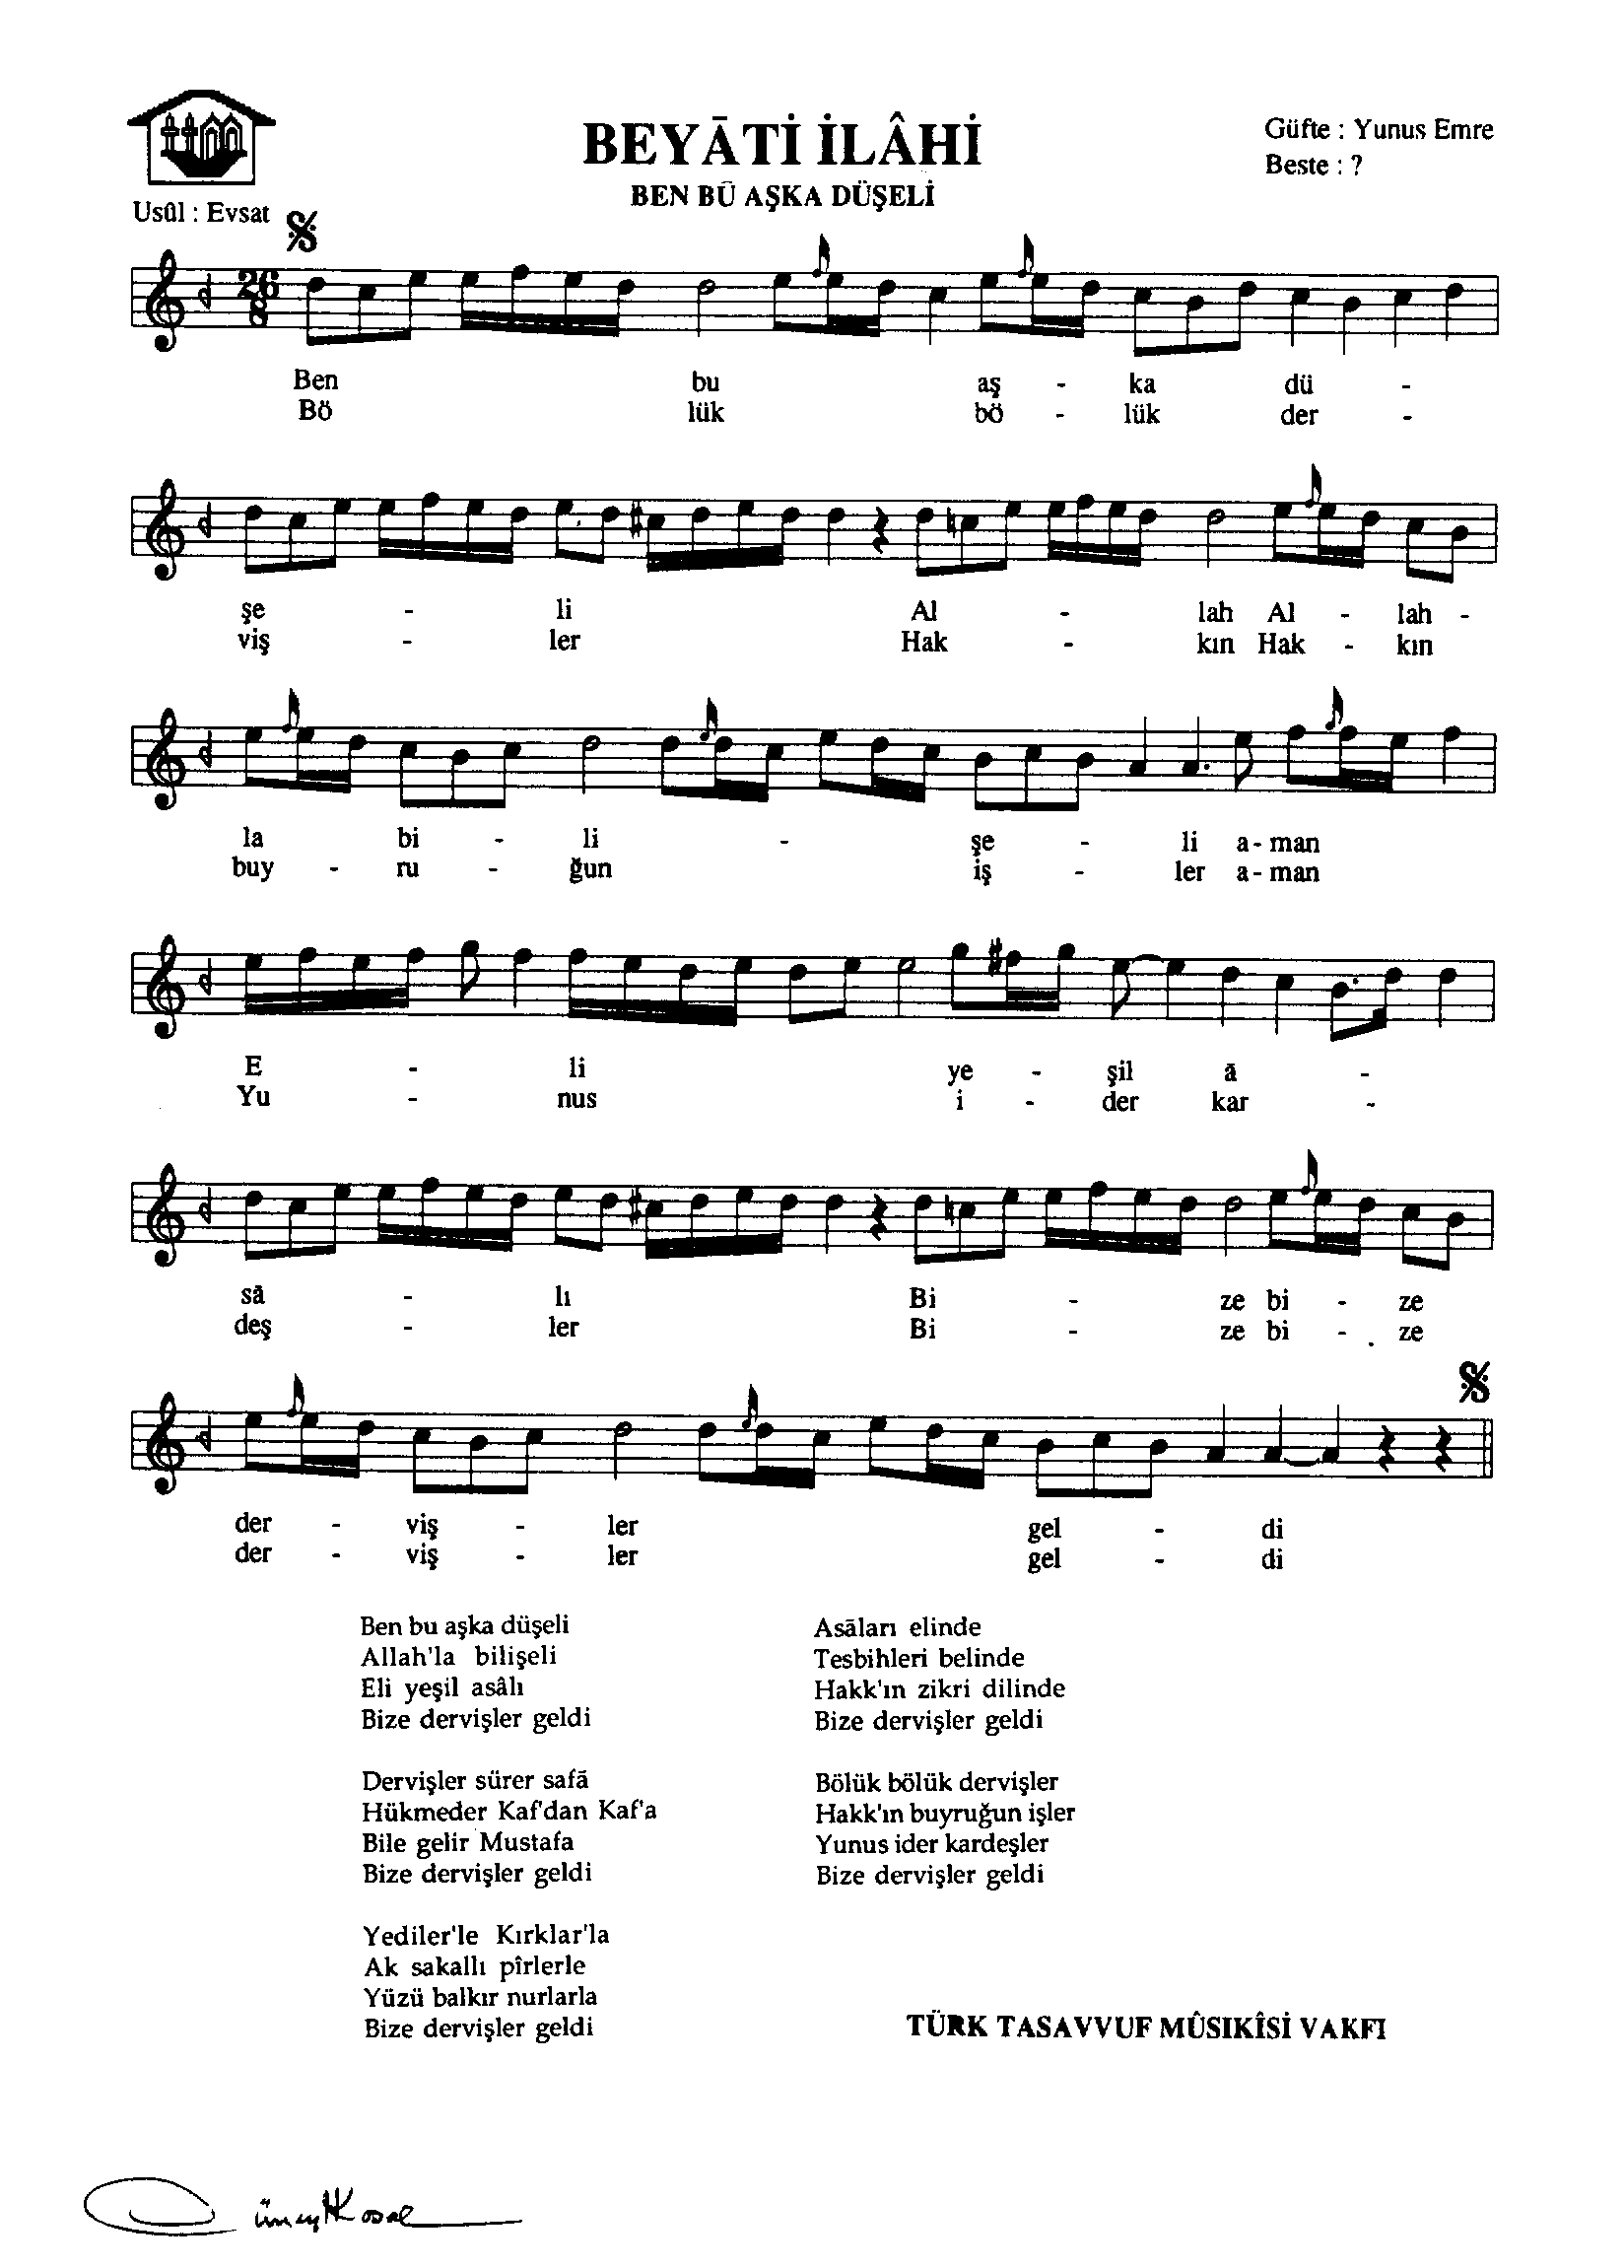 BEYĀTİ İLÂHİ
BEN BŪ AŞKA DÜŞELİ
Güfte : Yunus Emre
Beste : ?
Usûl : Evsat
26
8
Ben bu aş - ka dü -
Bö lük bö - lük der -
şe - li Al - lah Al - lah -
viş - ler Hak - kın Hak - kın
la bi - li - şe - li a - man
buy - ru - ğun iş - ler a - man
E - li ye - şil ā -
Yu - nus i - der kar -
sā - lı Bi - ze bi - ze
deş - ler Bi - ze bi - ze
der - viş - ler gel - di
der - viş - ler gel - di
Ben bu aşka düşeli
Allah'la bilişeli
Eli yeşil asâlı
Bize dervişler geldi
Dervişler sürer safā
Hükmeder Kaf'dan Kaf'a
Bile gelir Mustafa
Bize dervişler geldi
Yediler'le Kırklar'la
Ak sakallı pîrlerle
Yüzü balkır nurlarla
Bize dervişler geldi
Asāları elinde
Tesbihleri belinde
Hakk'ın zikri dilinde
Bize dervişler geldi
Bölük bölük dervişler
Hakk'ın buyruğun işler
Yunus ider kardeşler
Bize dervişler geldi
TÜRK TASAVVUF MÛSIKÎSİ VAKFI